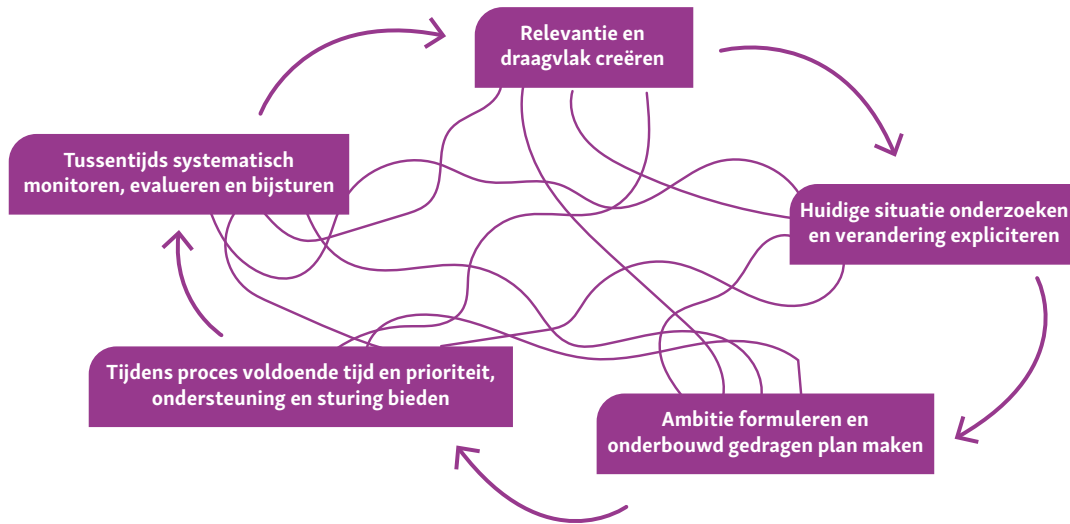 Relevantie en
draagvlak creëren
Huidige situatie onderzoeken
en verandering expliciteren
Ambitie formuleren en
onderbouwd gedragen plan maken
Tijdens proces voldoende tijd en prioriteit,
ondersteuning en sturing bieden
Tussentijds systematisch
monitoren, evalueren en bijsturen